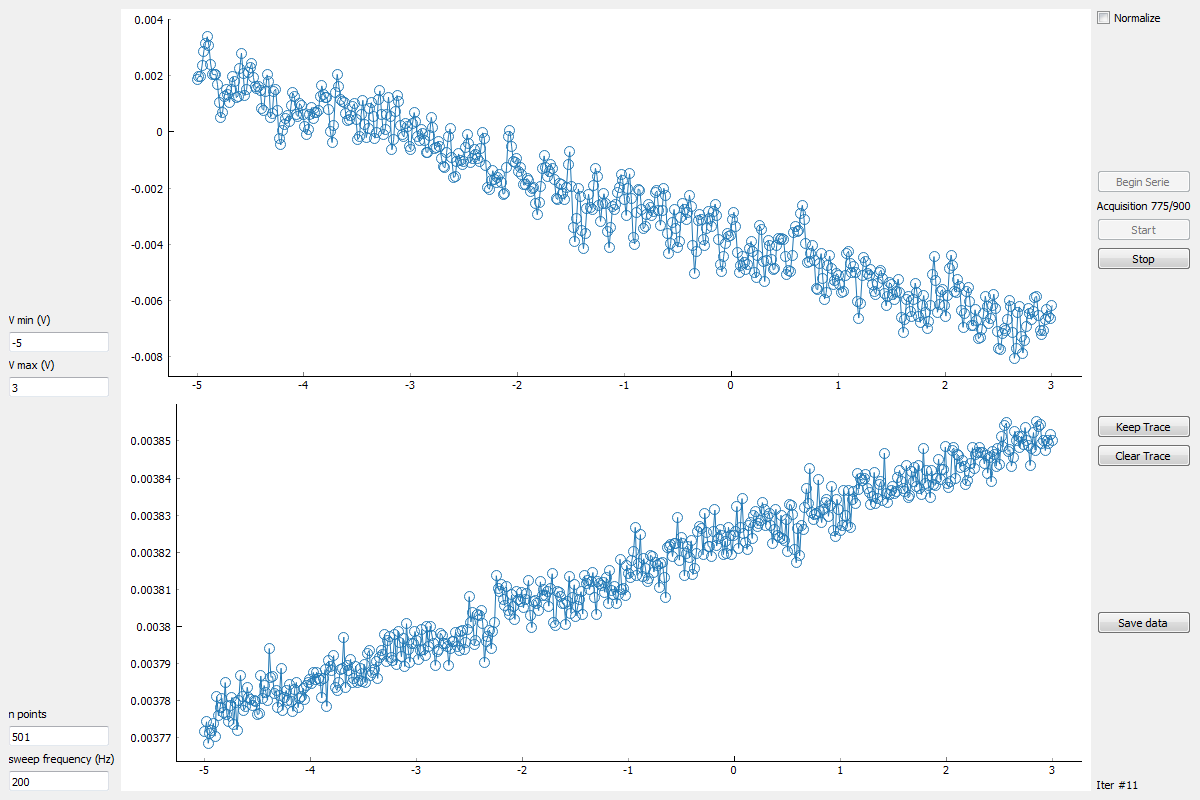 Normalize
Begin Serie
Acquisition 775/900
Start
Stop
Keep Trace
Clear Trace
Save data
Iter #11
V min (V)
-5
V max (V)
3
n points
501
sweep frequency (Hz)
200
0.004
0.002
0
-0.002
-0.004
-0.006
-0.008
-5 -4 -3 -2 -1 0 1 2 3
0.00385
0.00384
0.00383
0.00382
0.00381
0.0038
0.00379
0.00378
0.00377
-5 -4 -3 -2 -1 0 1 2 3